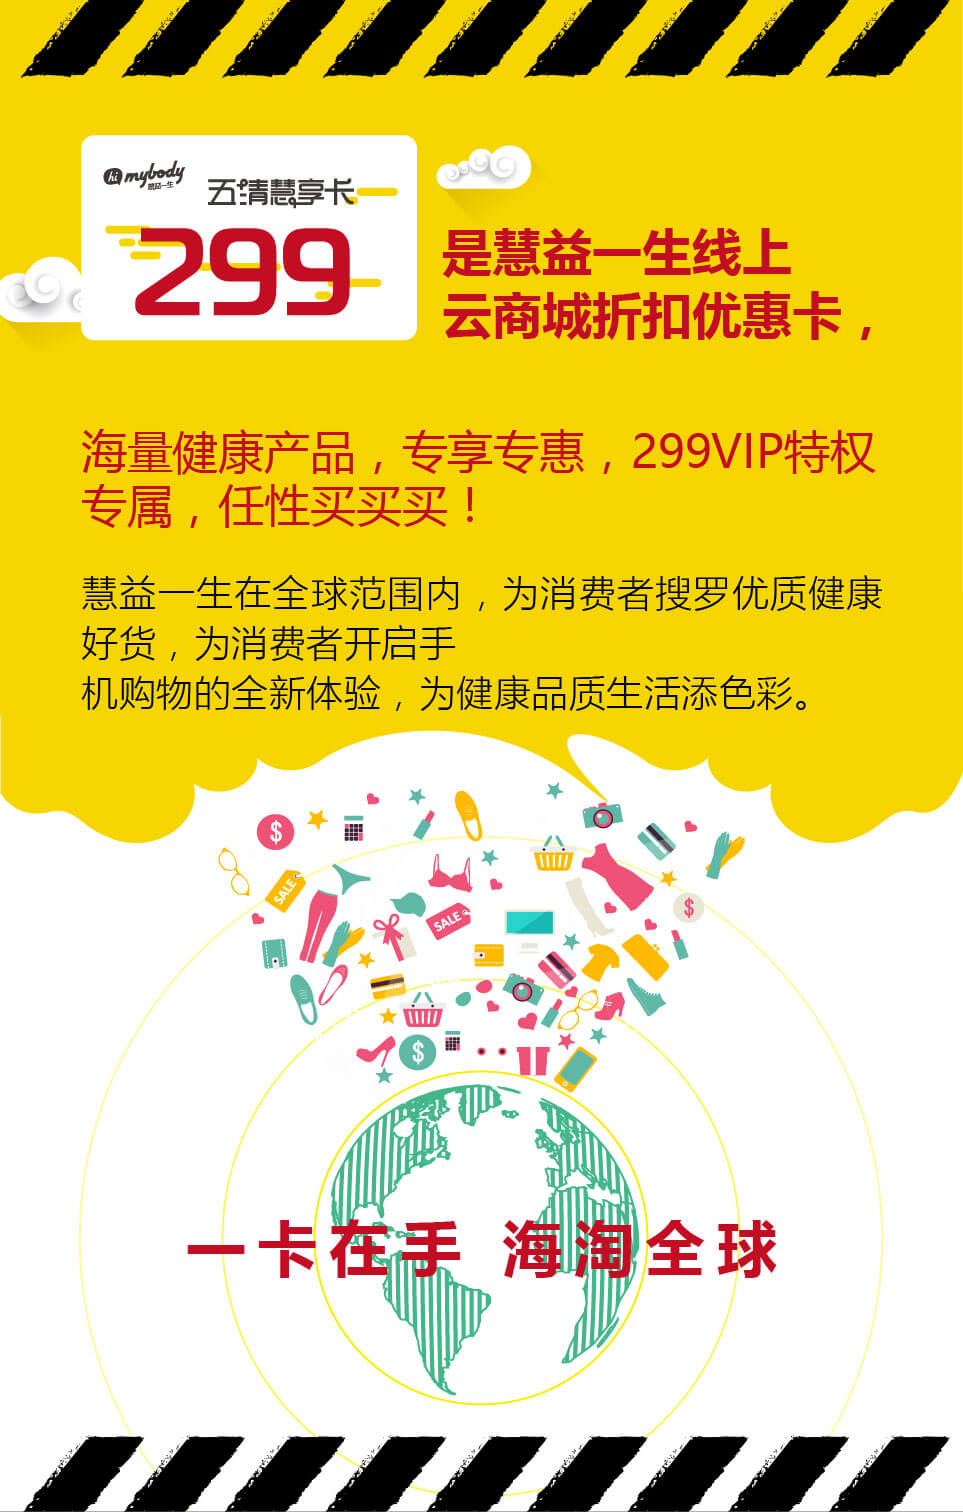 hi mybody
慧益一生
五清慧享卡
299
是慧益一生线上
云商城折扣优惠卡，
海量健康产品，专享专惠，299VIP特权
专属，任性买买买！
慧益一生在全球范围内，为消费者搜罗优质健康
好货，为消费者开启手
机购物的全新体验，为健康品质生活添色彩。
$
SALE
SALE
$
$
一卡在手 海淘全球